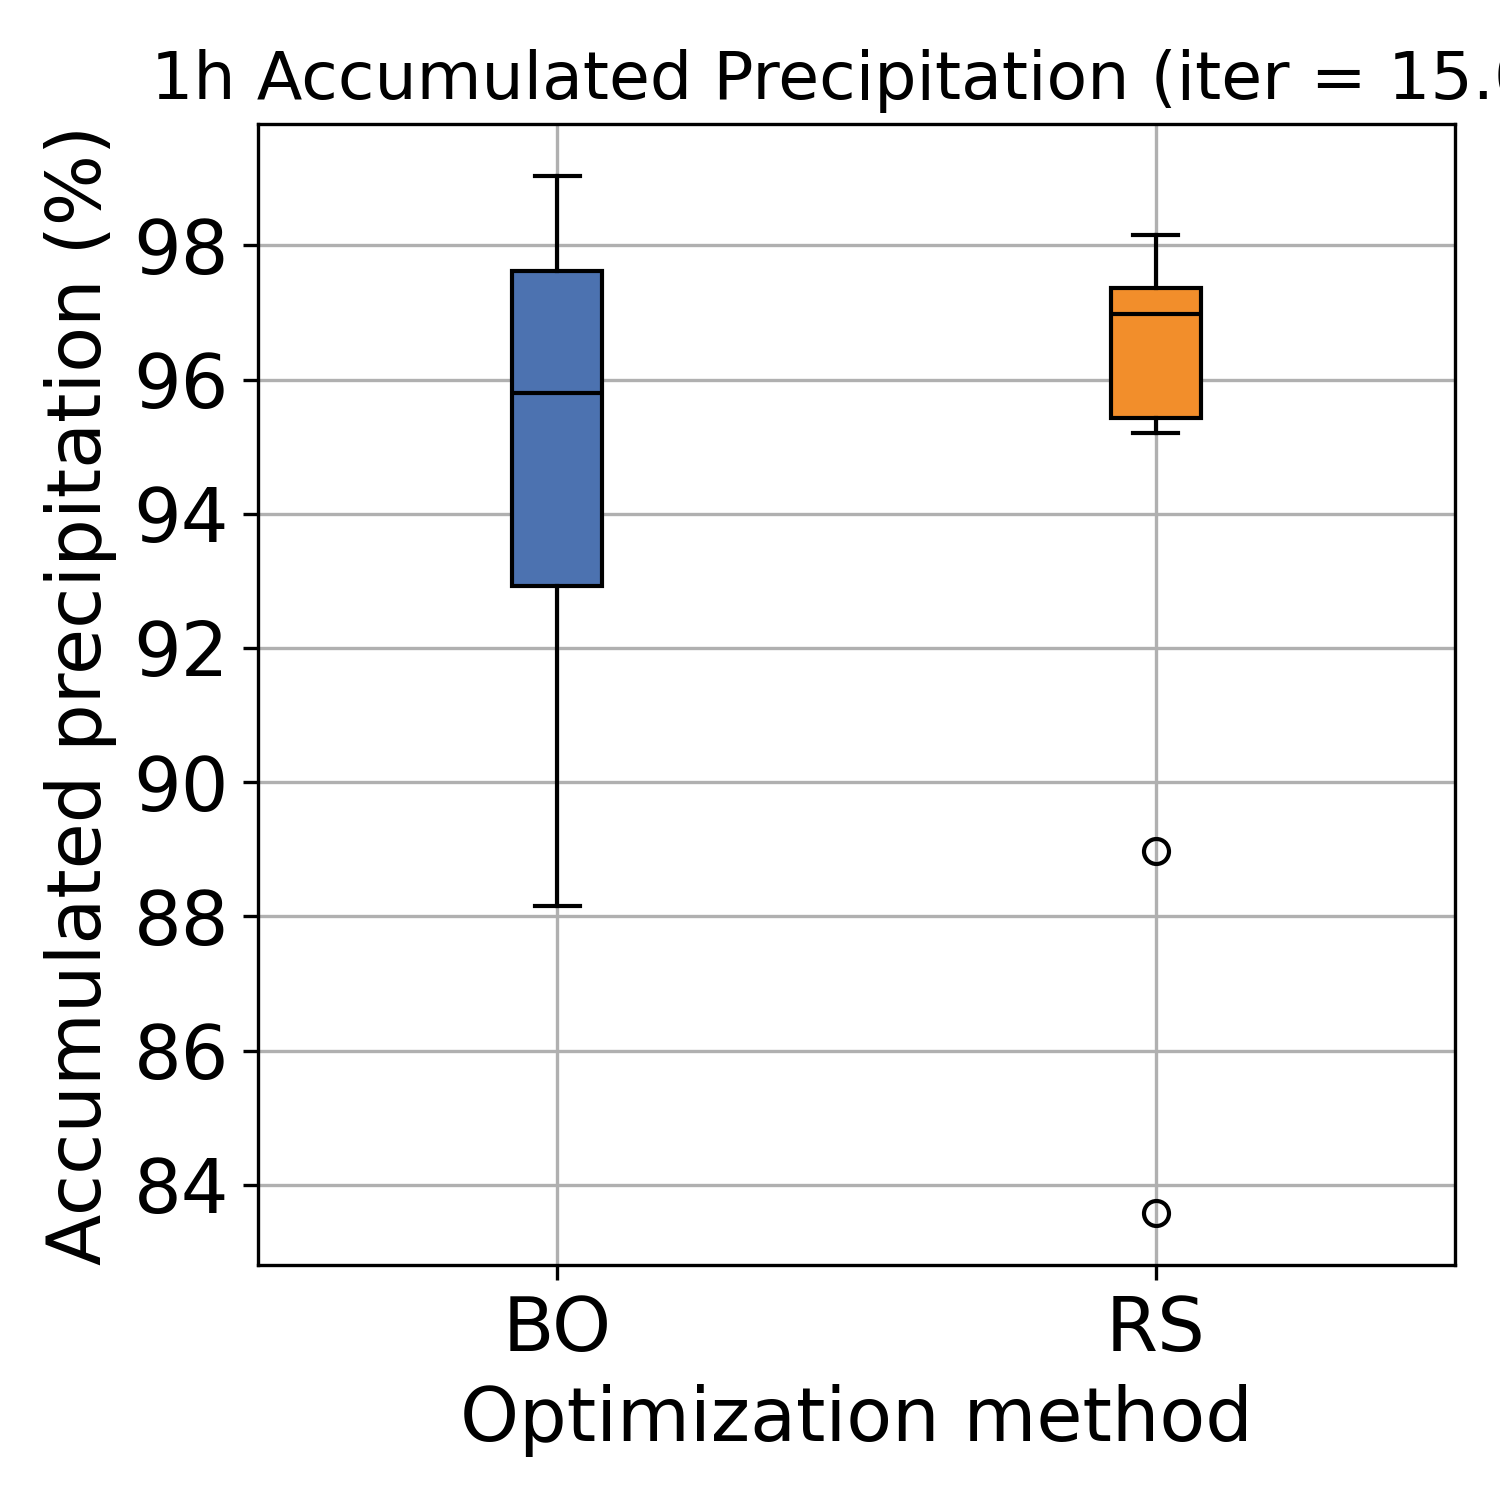 1h Accumulated Precipitation (iter = 15.
Accumulated precipitation (%)
98
96
94
92
90
88
86
84
BO RS
Optimization method